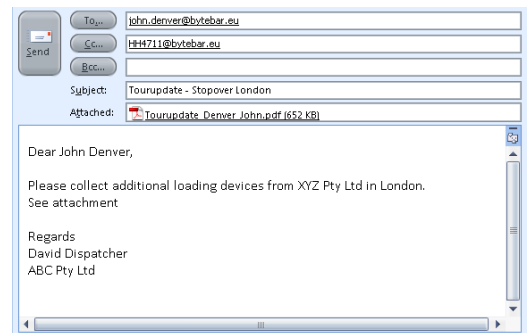 To...
john.denver@bytebar.eu
Send
Cc...
HH4711@bytebar.eu
Bcc...
Subject:
Tourupdate - Stopover London
Attached:
Tourupdate_Denver_John.pdf (652 KB)
Dear John Denver,
Please collect additional loading devices from XYZ Pty Ltd in London.
See attachment
Regards
David Dispatcher
ABC Pty Ltd